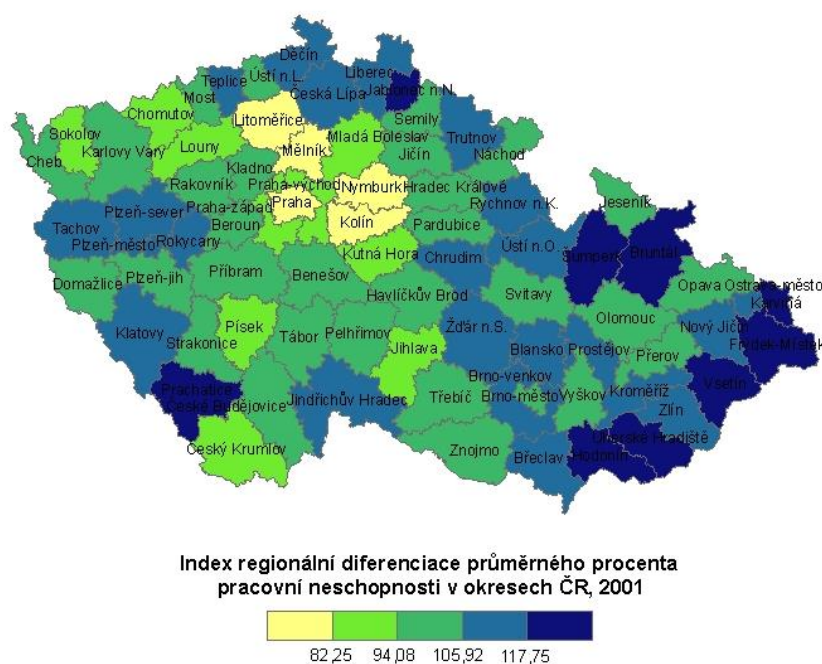 Děčín
Liberec
Teplice
Ústí n.L.
Česká Lípa
Jablonec n.N.
Most
Chomutov
Litoměřice
Semily
Sokolov
Mladá Boleslav
Trutnov
Cheb
Karlovy Vary
Louny
Mělník
Jičín
Náchod
Kladno
Rakovník
Praha-východ
Nymburk
Hradec Králové
Praha
Rychnov n.K.
Jeseník
Plzeň-sever
Praha-západ
Tachov
Beroun
Kolín
Pardubice
Plzeň-město
Rokycany
Kutná Hora
Ústí n.O.
Šumperk
Bruntál
Chrudim
Domažlice
Plzeň-jih
Příbram
Benešov
Opava
Ostrava-město
Havlíčkův Brod
Svitavy
Karviná
Klatovy
Písek
Olomouc
Nový Jičín
Strakonice
Tábor
Pelhřimov
Žďár n.S.
Frýdek-Místek
Jihlava
Blansko
Prostějov
Přerov
Brno-venkov
Vsetín
Prachatice
Kroměříž
České Budějovice
Jindřichův Hradec
Třebíč
Brno-město
Vyškov
Zlín
Uherské Hradiště
Český Krumlov
Znojmo
Břeclav
Hodonín
Index regionální diferenciace průměrného procenta
pracovní neschopnosti v okresech ČR, 2001
82,25 94,08 105,92 117,75